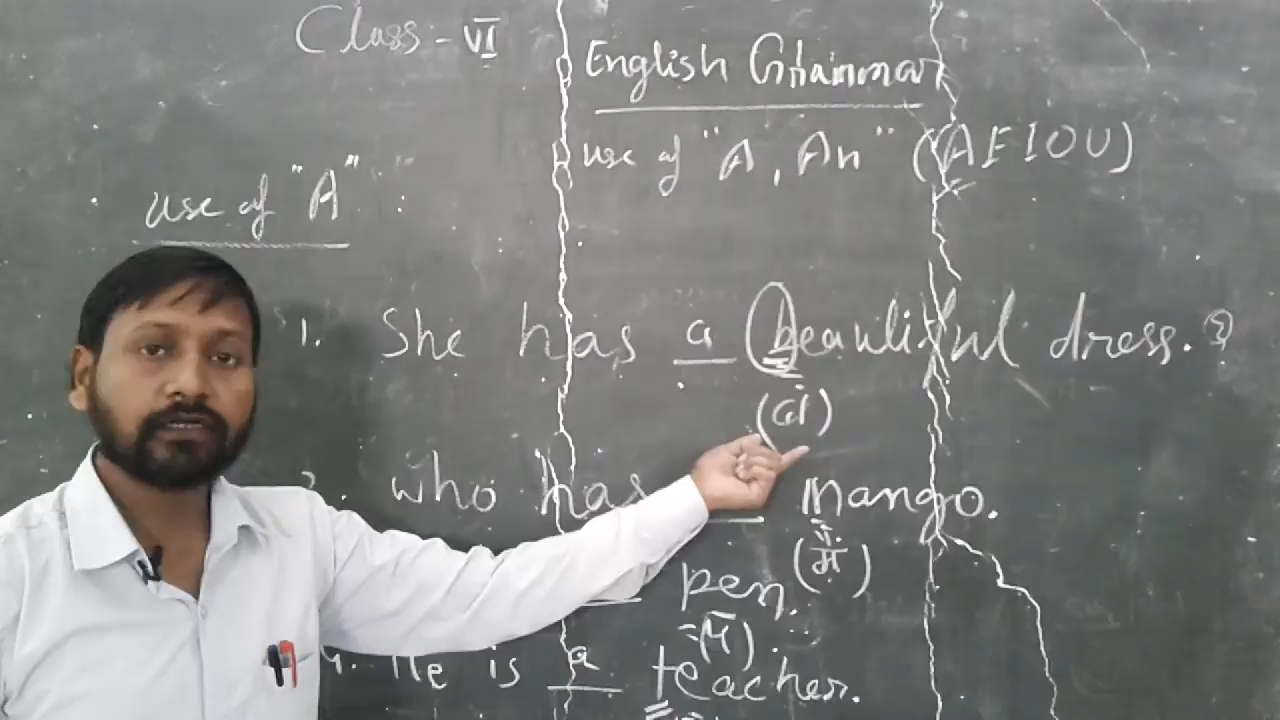 Class - VI
English Grammar
use of "A, An" (AEIOU)
use of "A" :
1. She has a beautiful dress.
(बी)
2. who has mango.
(मैं)
pen.
(पे)
4. He is a teacher.